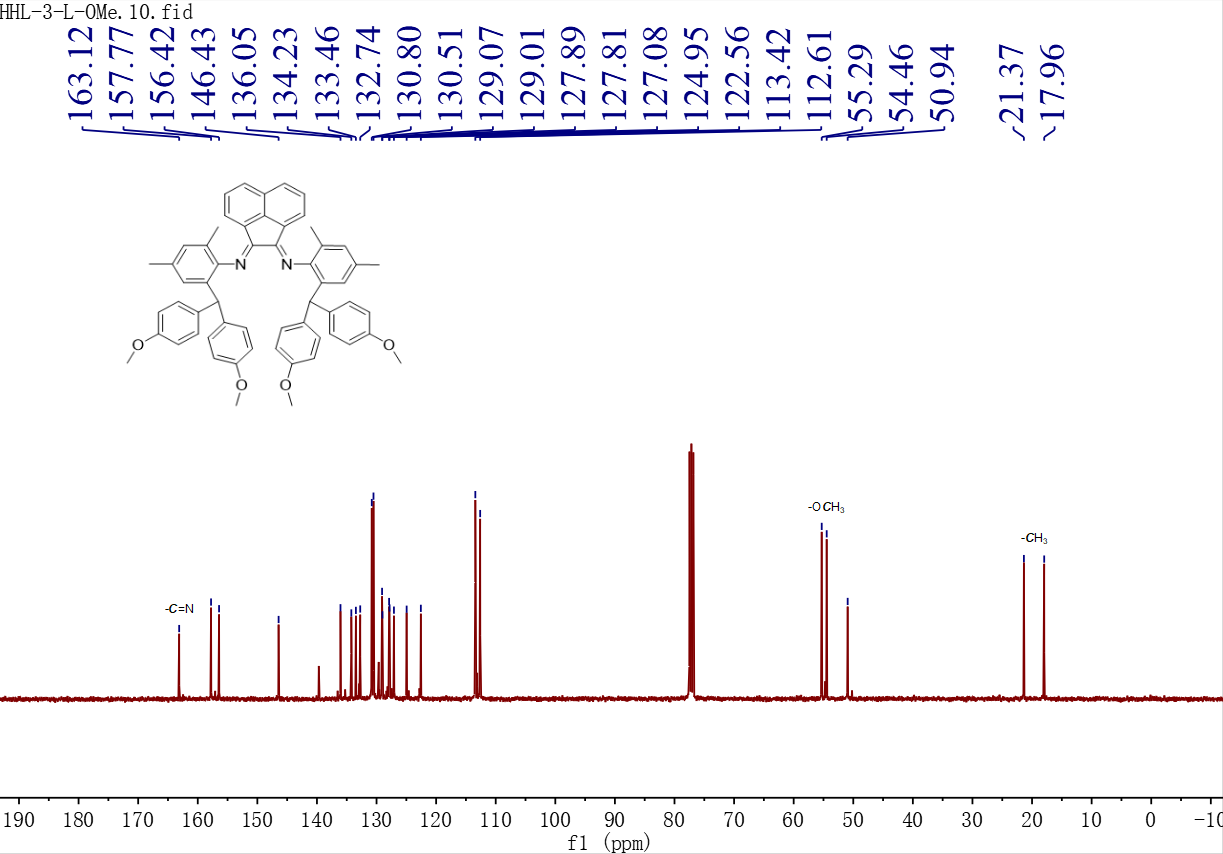 HHL-3-L-OMe.10.fid
163.12
157.77
156.42
146.43
136.05
134.23
133.46
132.74
130.80
130.51
129.07
129.01
127.89
127.81
127.08
124.95
122.56
113.42
112.61
55.29
54.46
50.94
21.37
17.96
N N
O O
O O
-C=N
-OCH₃
-CH₃
190 180 170 160 150 140 130 120 110 100 90 80 70 60 50 40 30 20 10 0 -10
f1 (ppm)